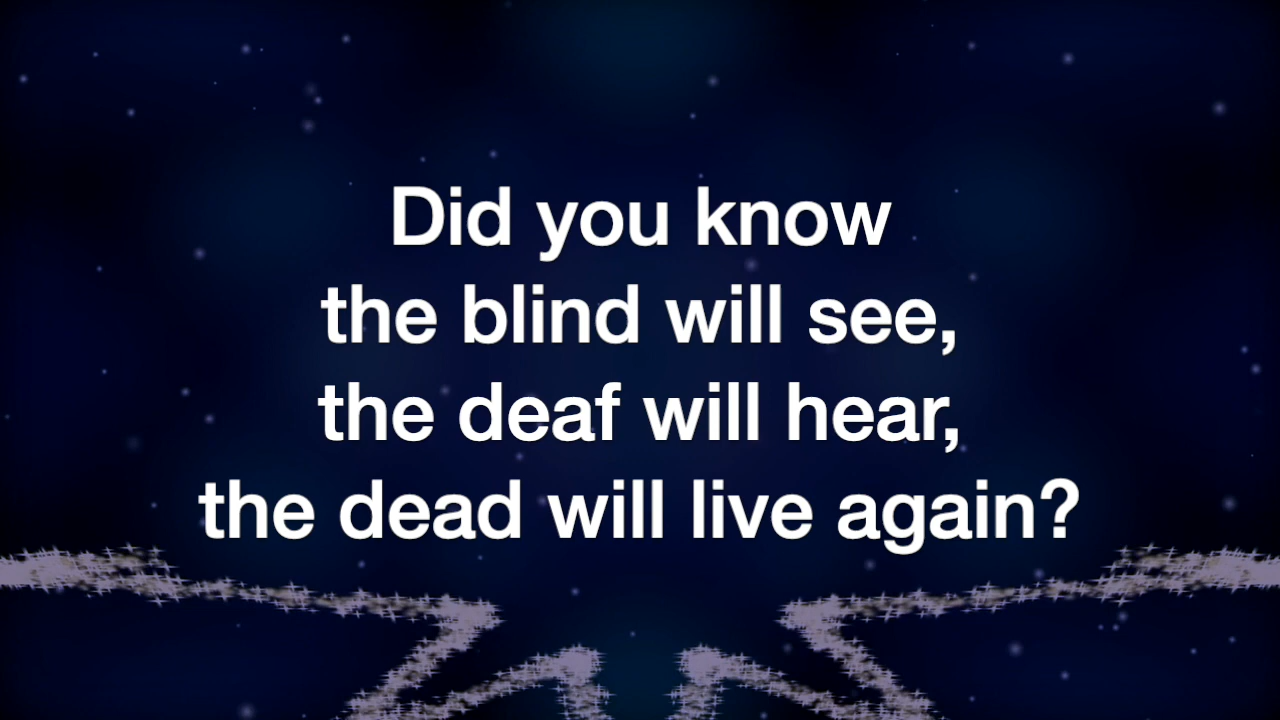 Did you know
the blind will see,
the deaf will hear,
the dead will live again?